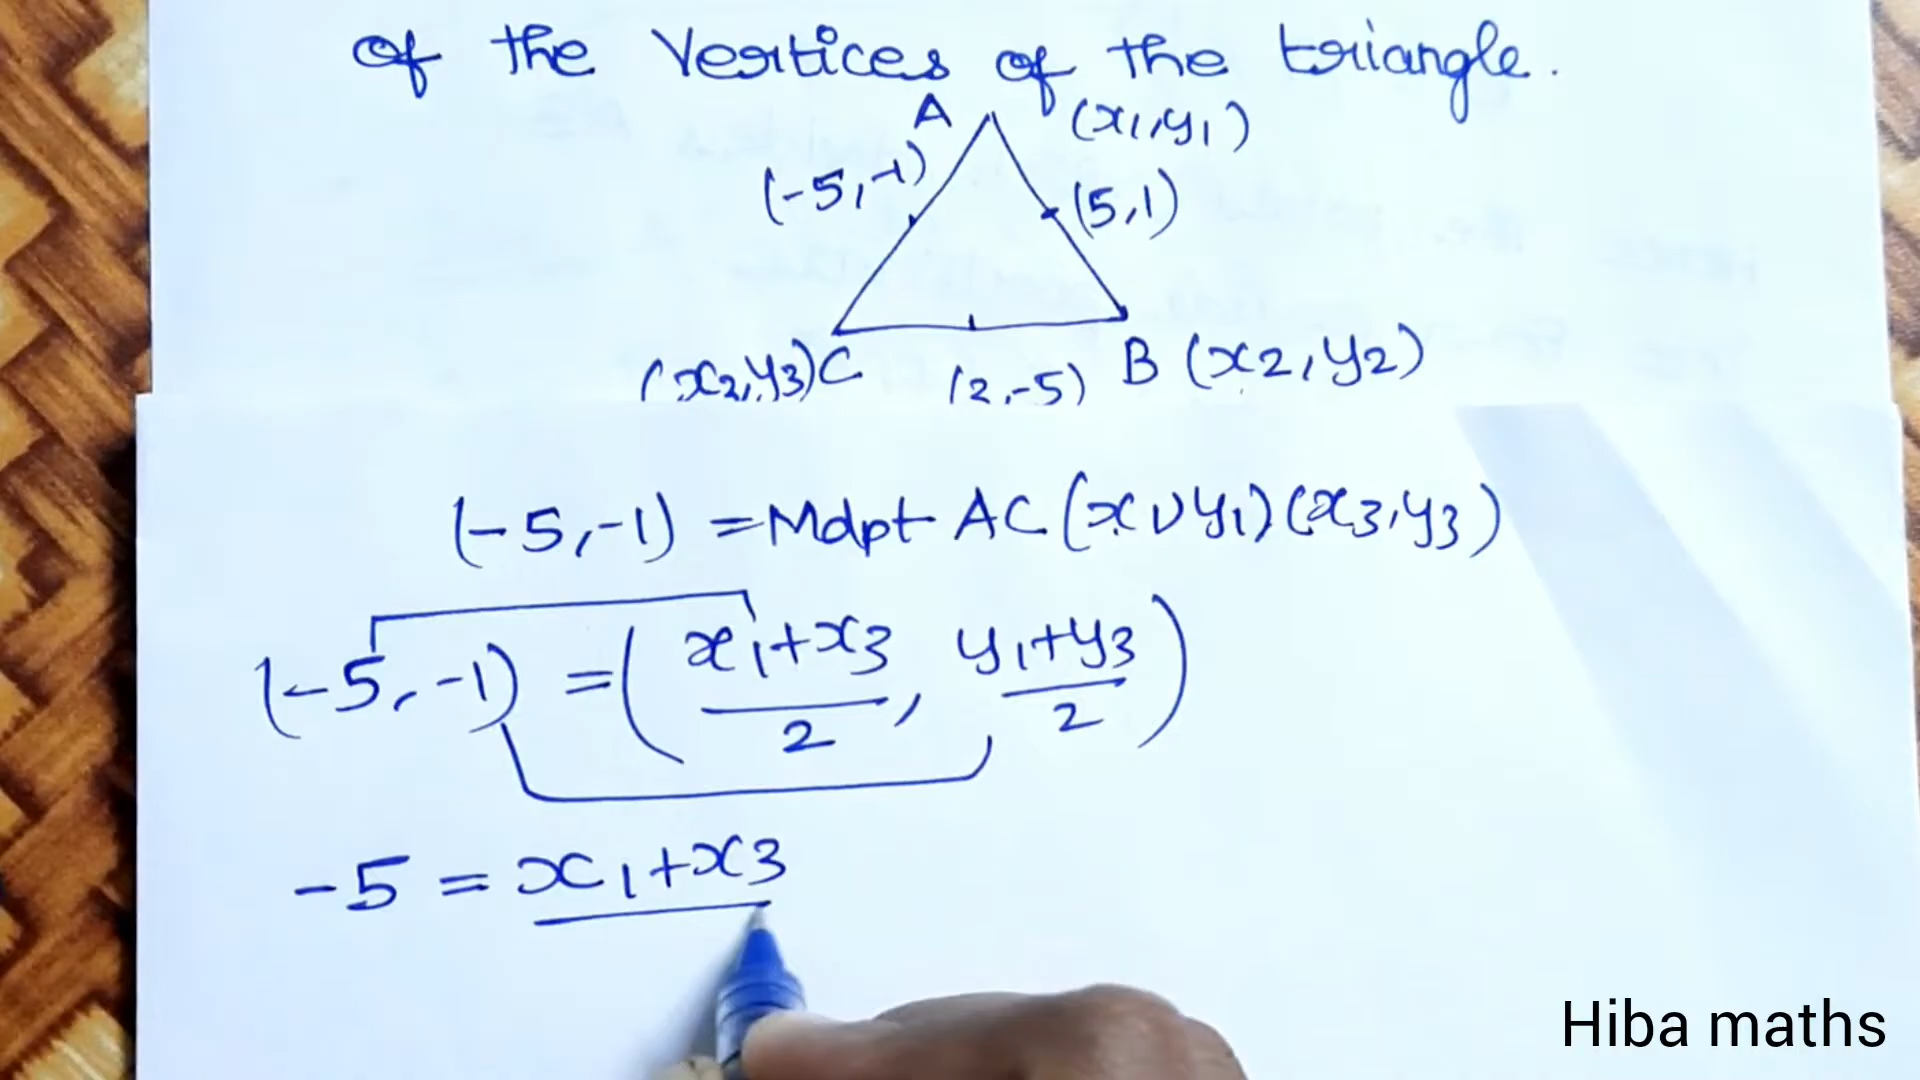 of the Vertices of the triangle.
A (x1,y1)
(-5,-1) (5,1)
(x2,y3)C (2,-5) B (x2,y2)
(-5,-1) = Mdpt AC (x1,y1) (x3,y3)
(-5,-1) = (x1+x3/2, y1+y3/2)
-5 = x1+x3
Hiba maths